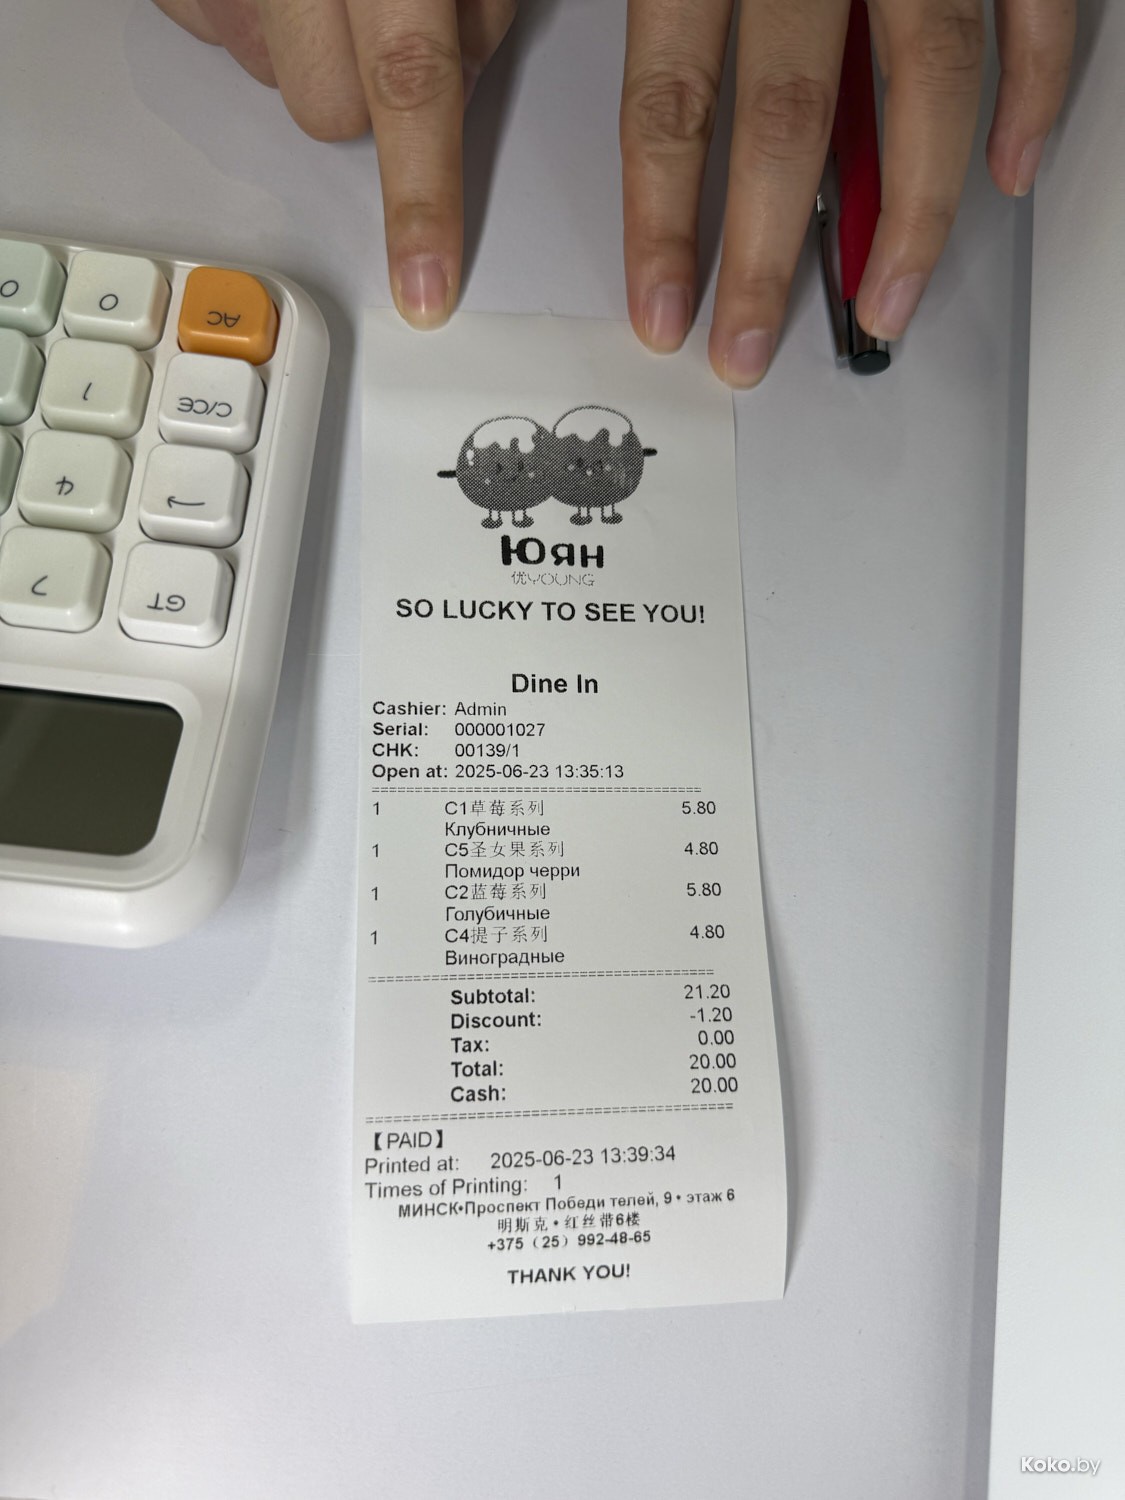 O
O
AC
1
C/CE
4
→
7
GT
Юян
优YOUNG
SO LUCKY TO SEE YOU!
Dine In
Cashier: Admin
Serial: 000001027
CHK: 00139/1
Open at: 2025-06-23 13:35:13
1 C1草莓系列 5.80
Клубничные
1 C5圣女果系列 4.80
Помидор черри
1 C2蓝莓系列 5.80
Голубичные
1 C4提子系列 4.80
Виноградные
Subtotal: 21.20
Discount: -1.20
Tax: 0.00
Total: 20.00
Cash: 20.00
【PAID】
Printed at: 2025-06-23 13:39:34
Times of Printing: 1
МИНСК•Проспект Победи телей, 9 • этаж 6
明斯克 • 红丝带6楼
+375（25）992-48-65
THANK YOU!
Koko.by